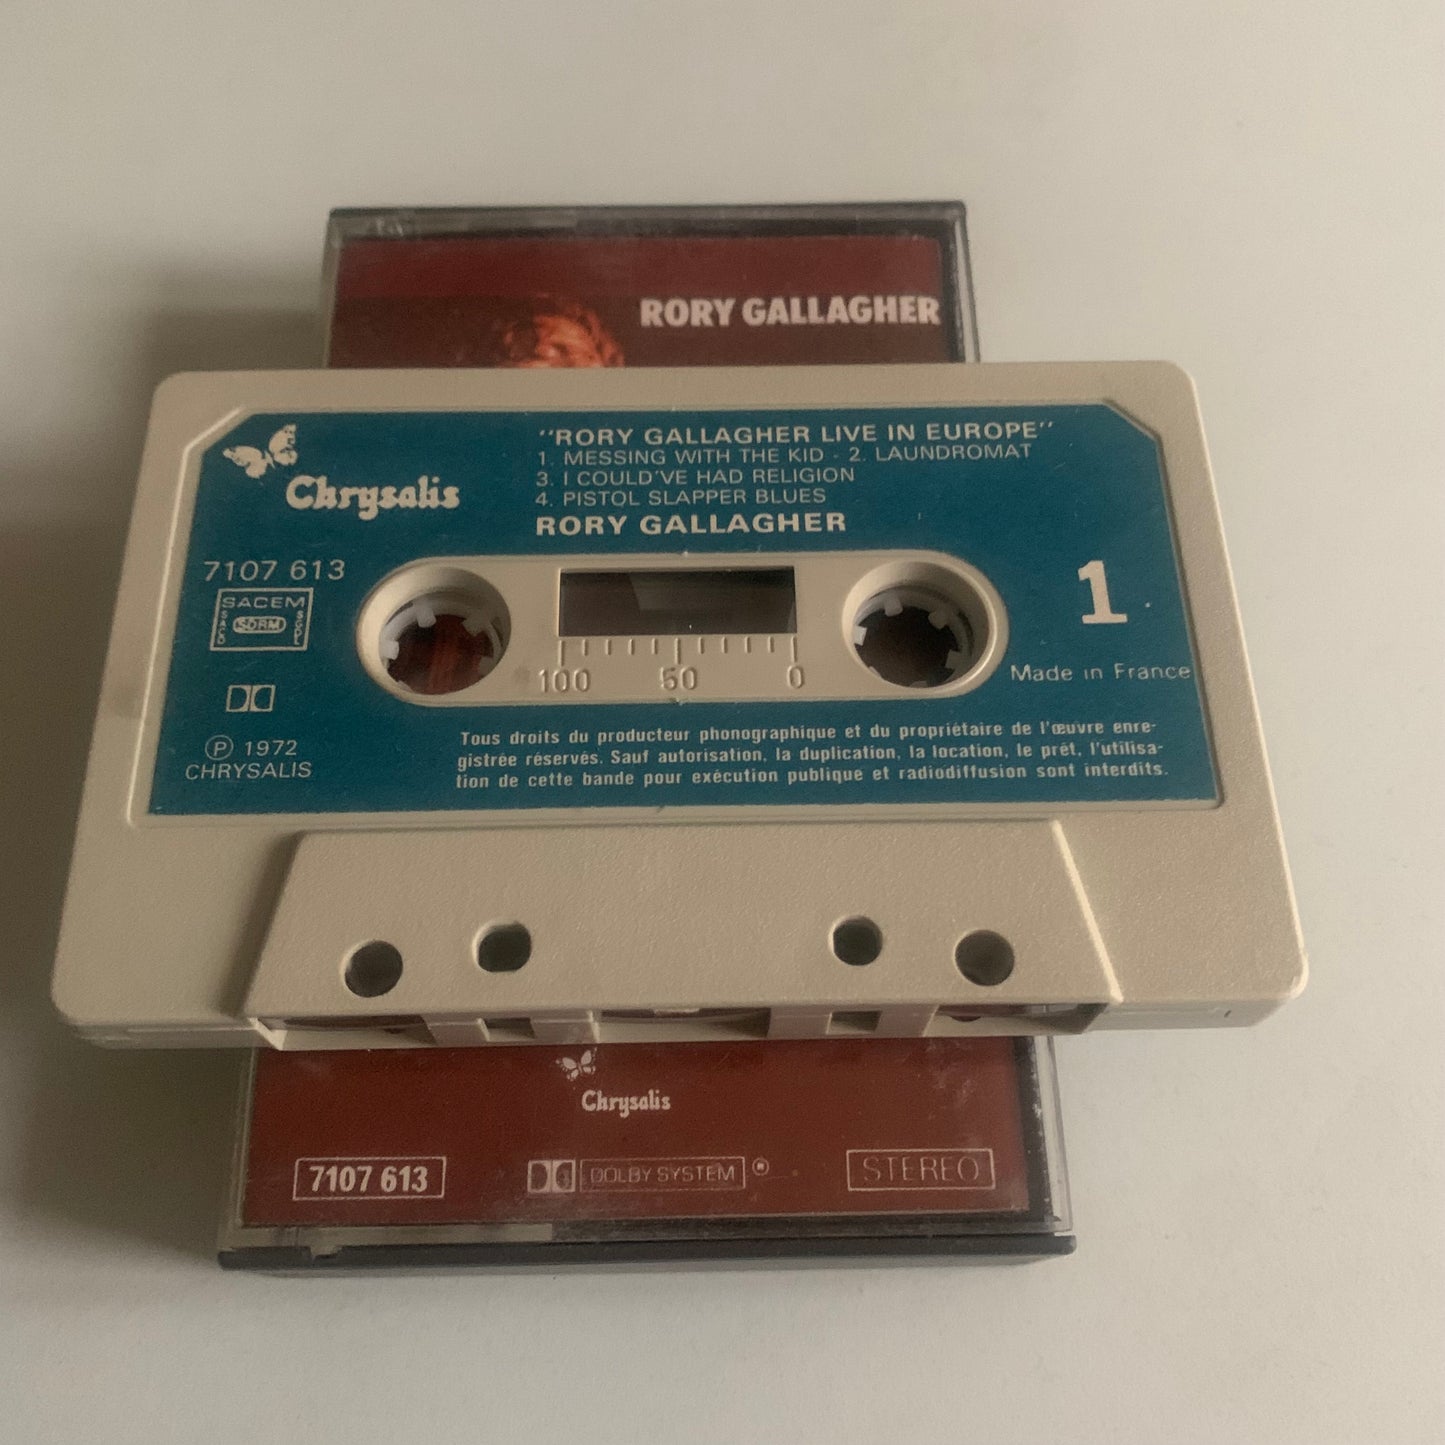 RORY GALLAGHER
Chrysalis
"RORY GALLAGHER LIVE IN EUROPE"
1. MESSING WITH THE KID - 2. LAUNDROMAT
3. I COULD'VE HAD RELIGION
4. PISTOL SLAPPER BLUES
RORY GALLAGHER
7107 613
SACEM
SACD SDRM SGDL
1
100 50 0
Made in France
Ⓟ 1972
CHRYSALIS
Tous droits du producteur phonographique et du propriétaire de l'œuvre enre-
gistrée réservés. Sauf autorisation, la duplication, la location, le prêt, l'utilisa-
tion de cette bande pour exécution publique et radiodiffusion sont interdits.
Chrysalis
7107 613
DOLBY SYSTEM ®
STEREO